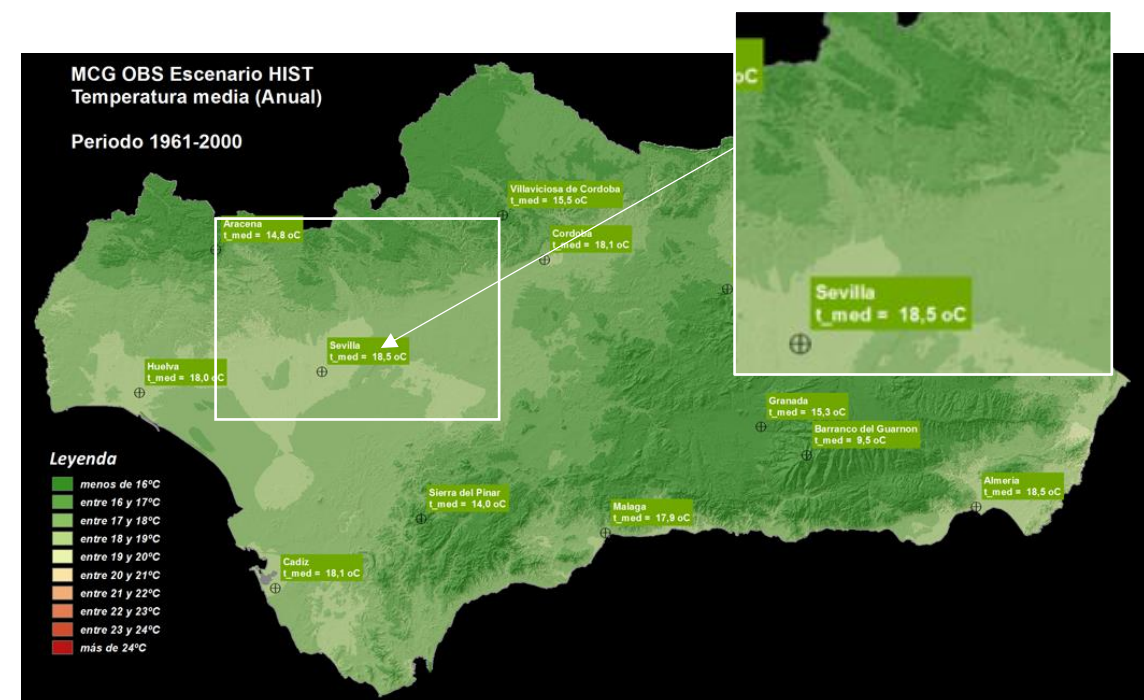 MCG OBS Escenario HIST
Temperatura media (Anual)
Periodo 1961-2000
oC
Villaviciosa de Cordoba
t_med = 15,5 oC
Aracena
t_med = 14,8 oC
Cordoba
t_med = 18,1 oC
Sevilla
t_med = 18,5 oC
Sevilla
t_med = 18,5 oC
Huelva
t_med = 18,0 oC
Granada
t_med = 15,3 oC
Barranco del Guarnon
t_med = 9,5 oC
Sierra del Pinar
t_med = 14,0 oC
Malaga
t_med = 17,9 oC
Almeria
t_med = 18,5 oC
Cadiz
t_med = 18,1 oC
Leyenda
menos de 16ºC
entre 16 y 17ºC
entre 17 y 18ºC
entre 18 y 19ºC
entre 19 y 20ºC
entre 20 y 21ºC
entre 21 y 22ºC
entre 22 y 23ºC
entre 23 y 24ºC
más de 24ºC